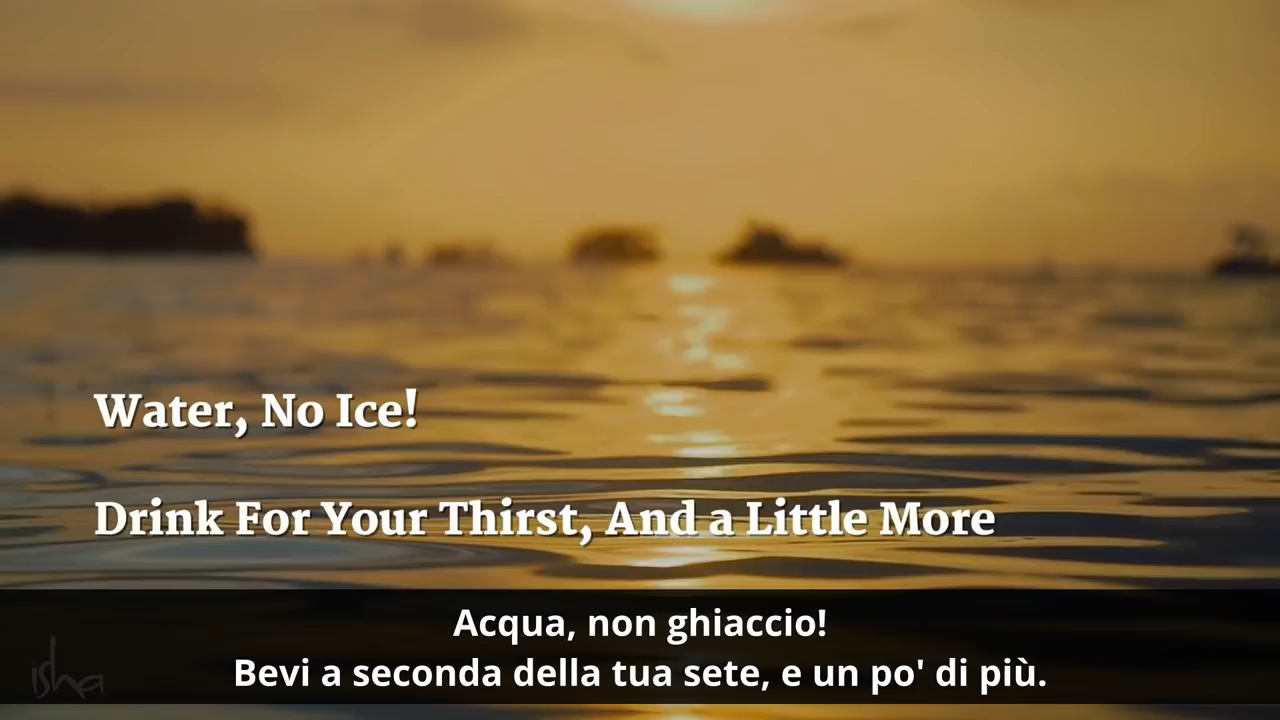 Water, No Ice!
Drink For Your Thirst, And a Little More
Acqua, non ghiaccio!
Bevi a seconda della tua sete, e un po' di più.
isha